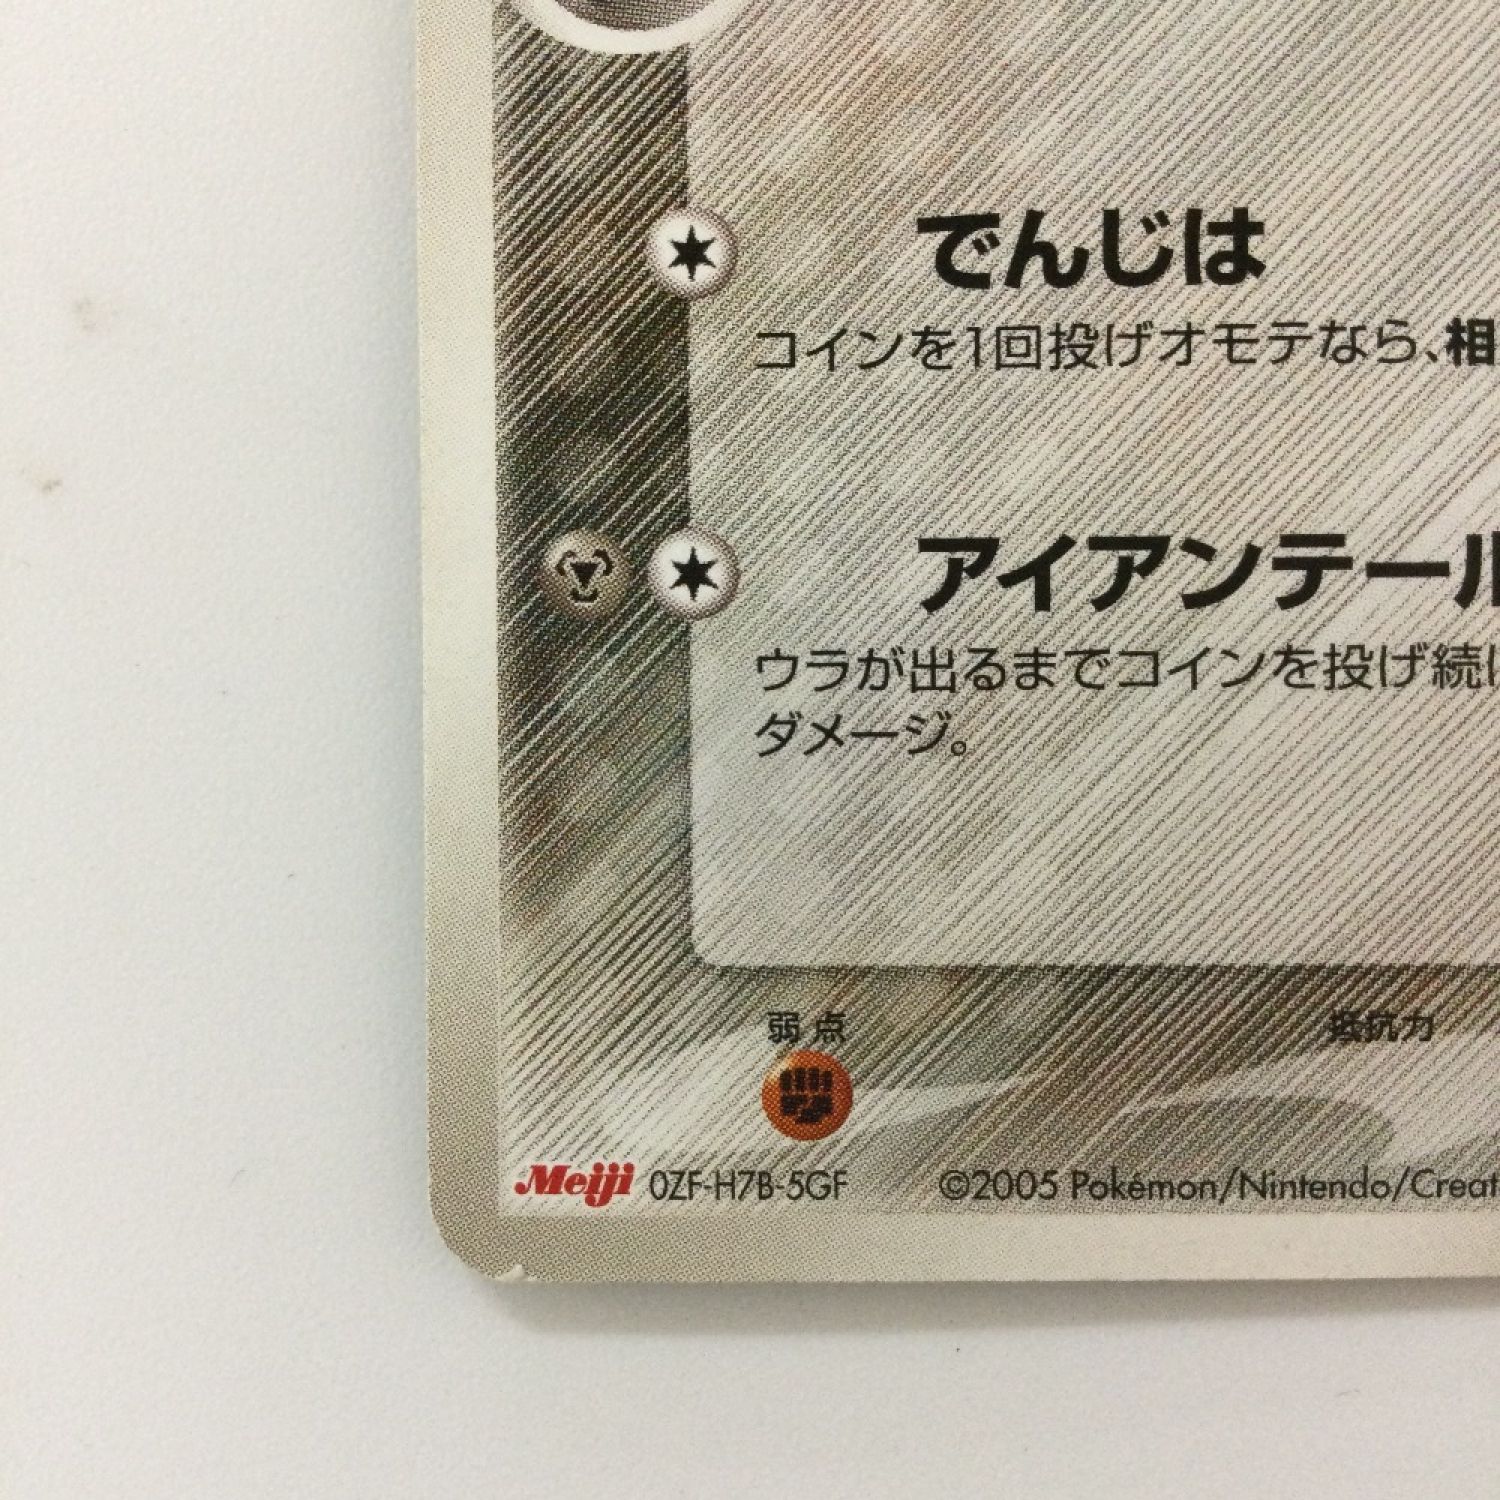 でんじは
コインを1回投げオモテなら、相
アイアンテール
ウラが出るまでコインを投げ続け
ダメージ。
弱点 抵抗力
Meiji 0ZF-H7B-5GF ©2005 Pokémon/Nintendo/Creat